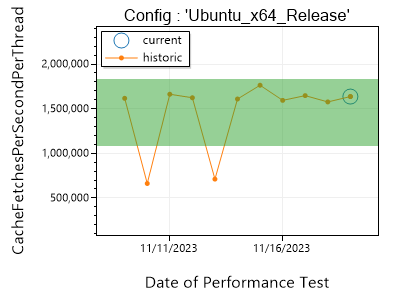 Config : 'Ubuntu_x64_Release'
current
historic
CacheFetchesPerSecondPerThread
2,000,000
1,500,000
1,000,000
500,000
11/11/2023
11/16/2023
Date of Performance Test